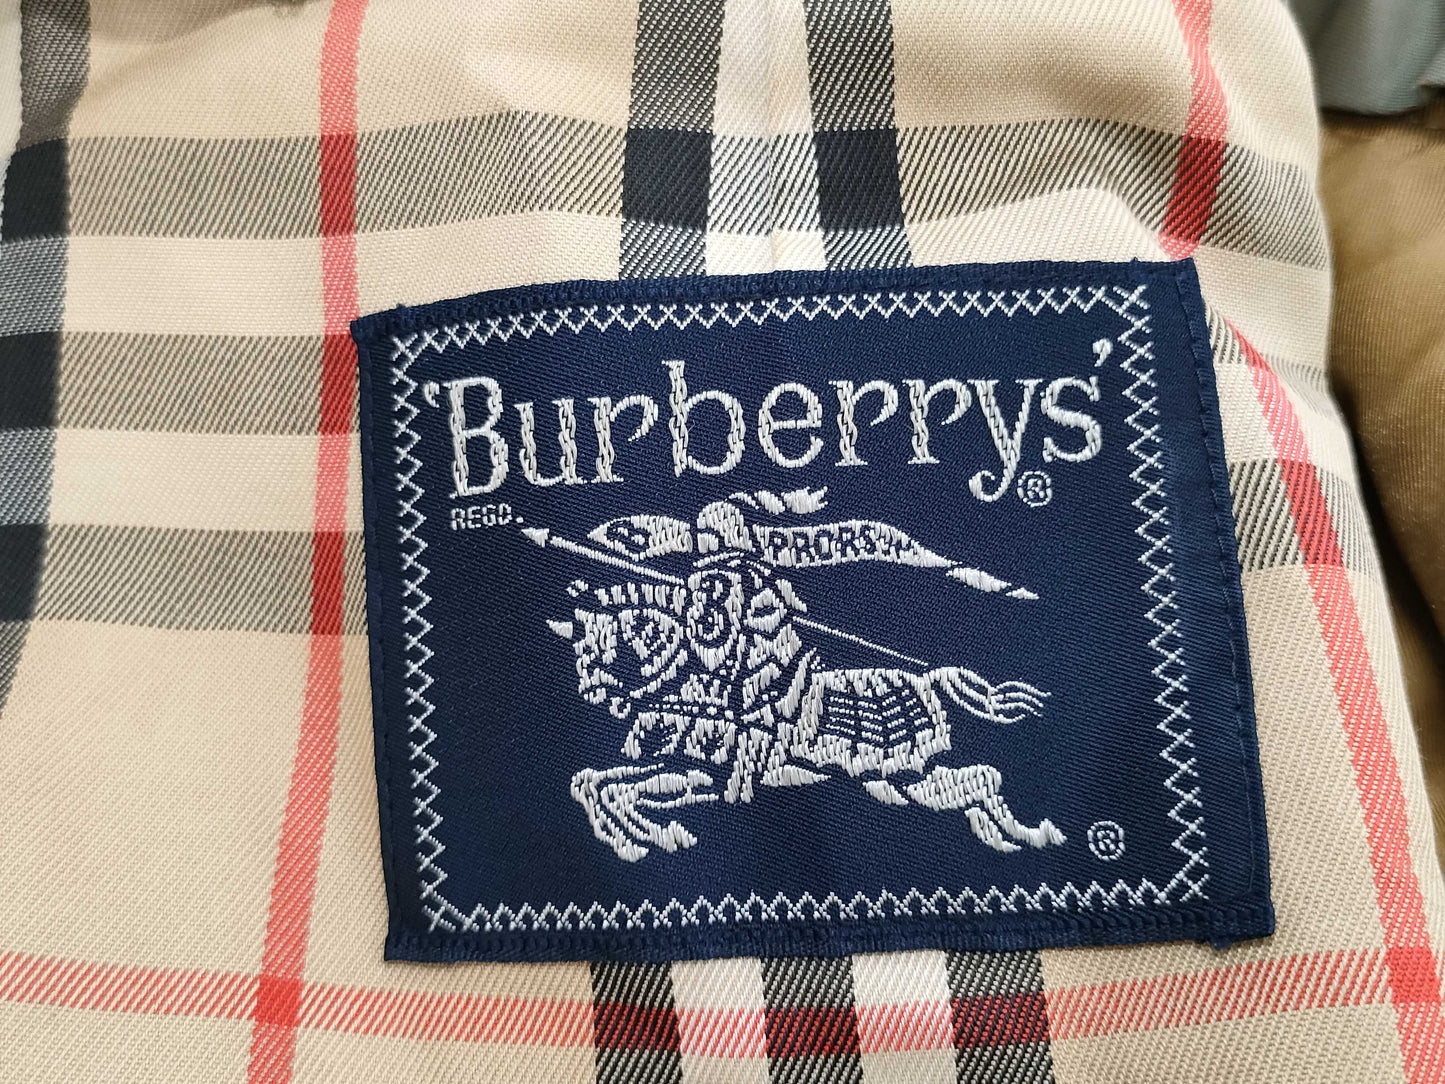 'Burberrys' ®
REGD.
B PRORSUM
B
®